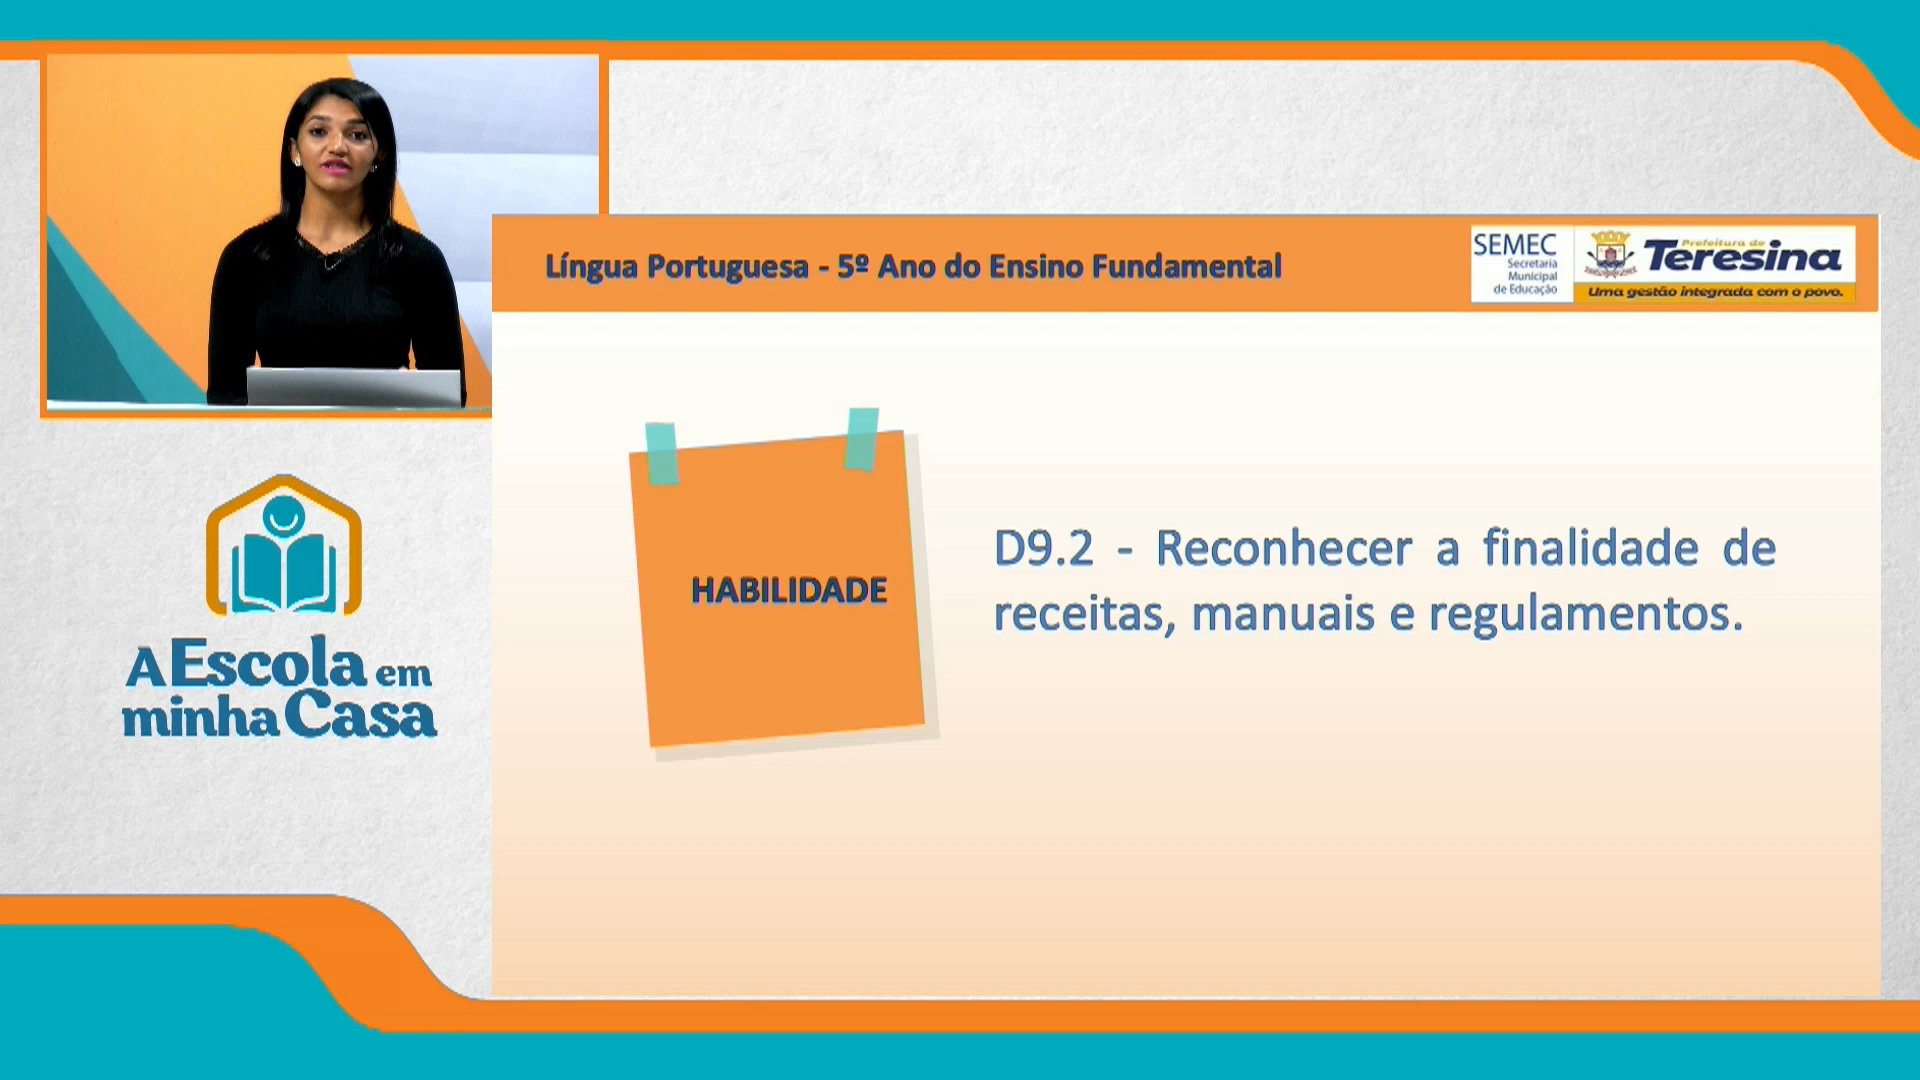 Língua Portuguesa - 5º Ano do Ensino Fundamental
SEMEC
Secretaria
Municipal
de Educação
Prefeitura de
Teresina
Uma gestão integrada com o povo.
HABILIDADE
D9.2 - Reconhecer a finalidade de
receitas, manuais e regulamentos.
A Escola em
minha Casa